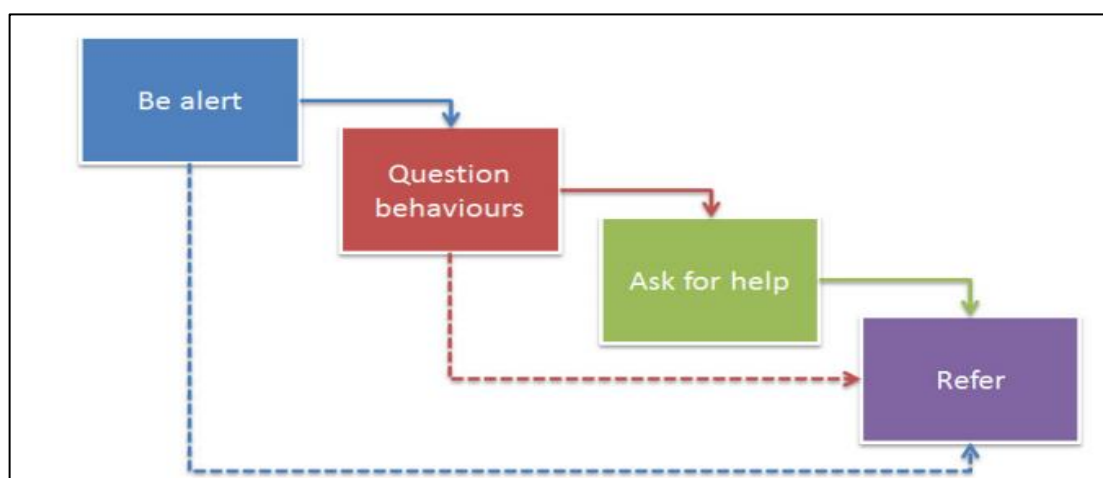 Be alert
Question
behaviours
Ask for help
Refer